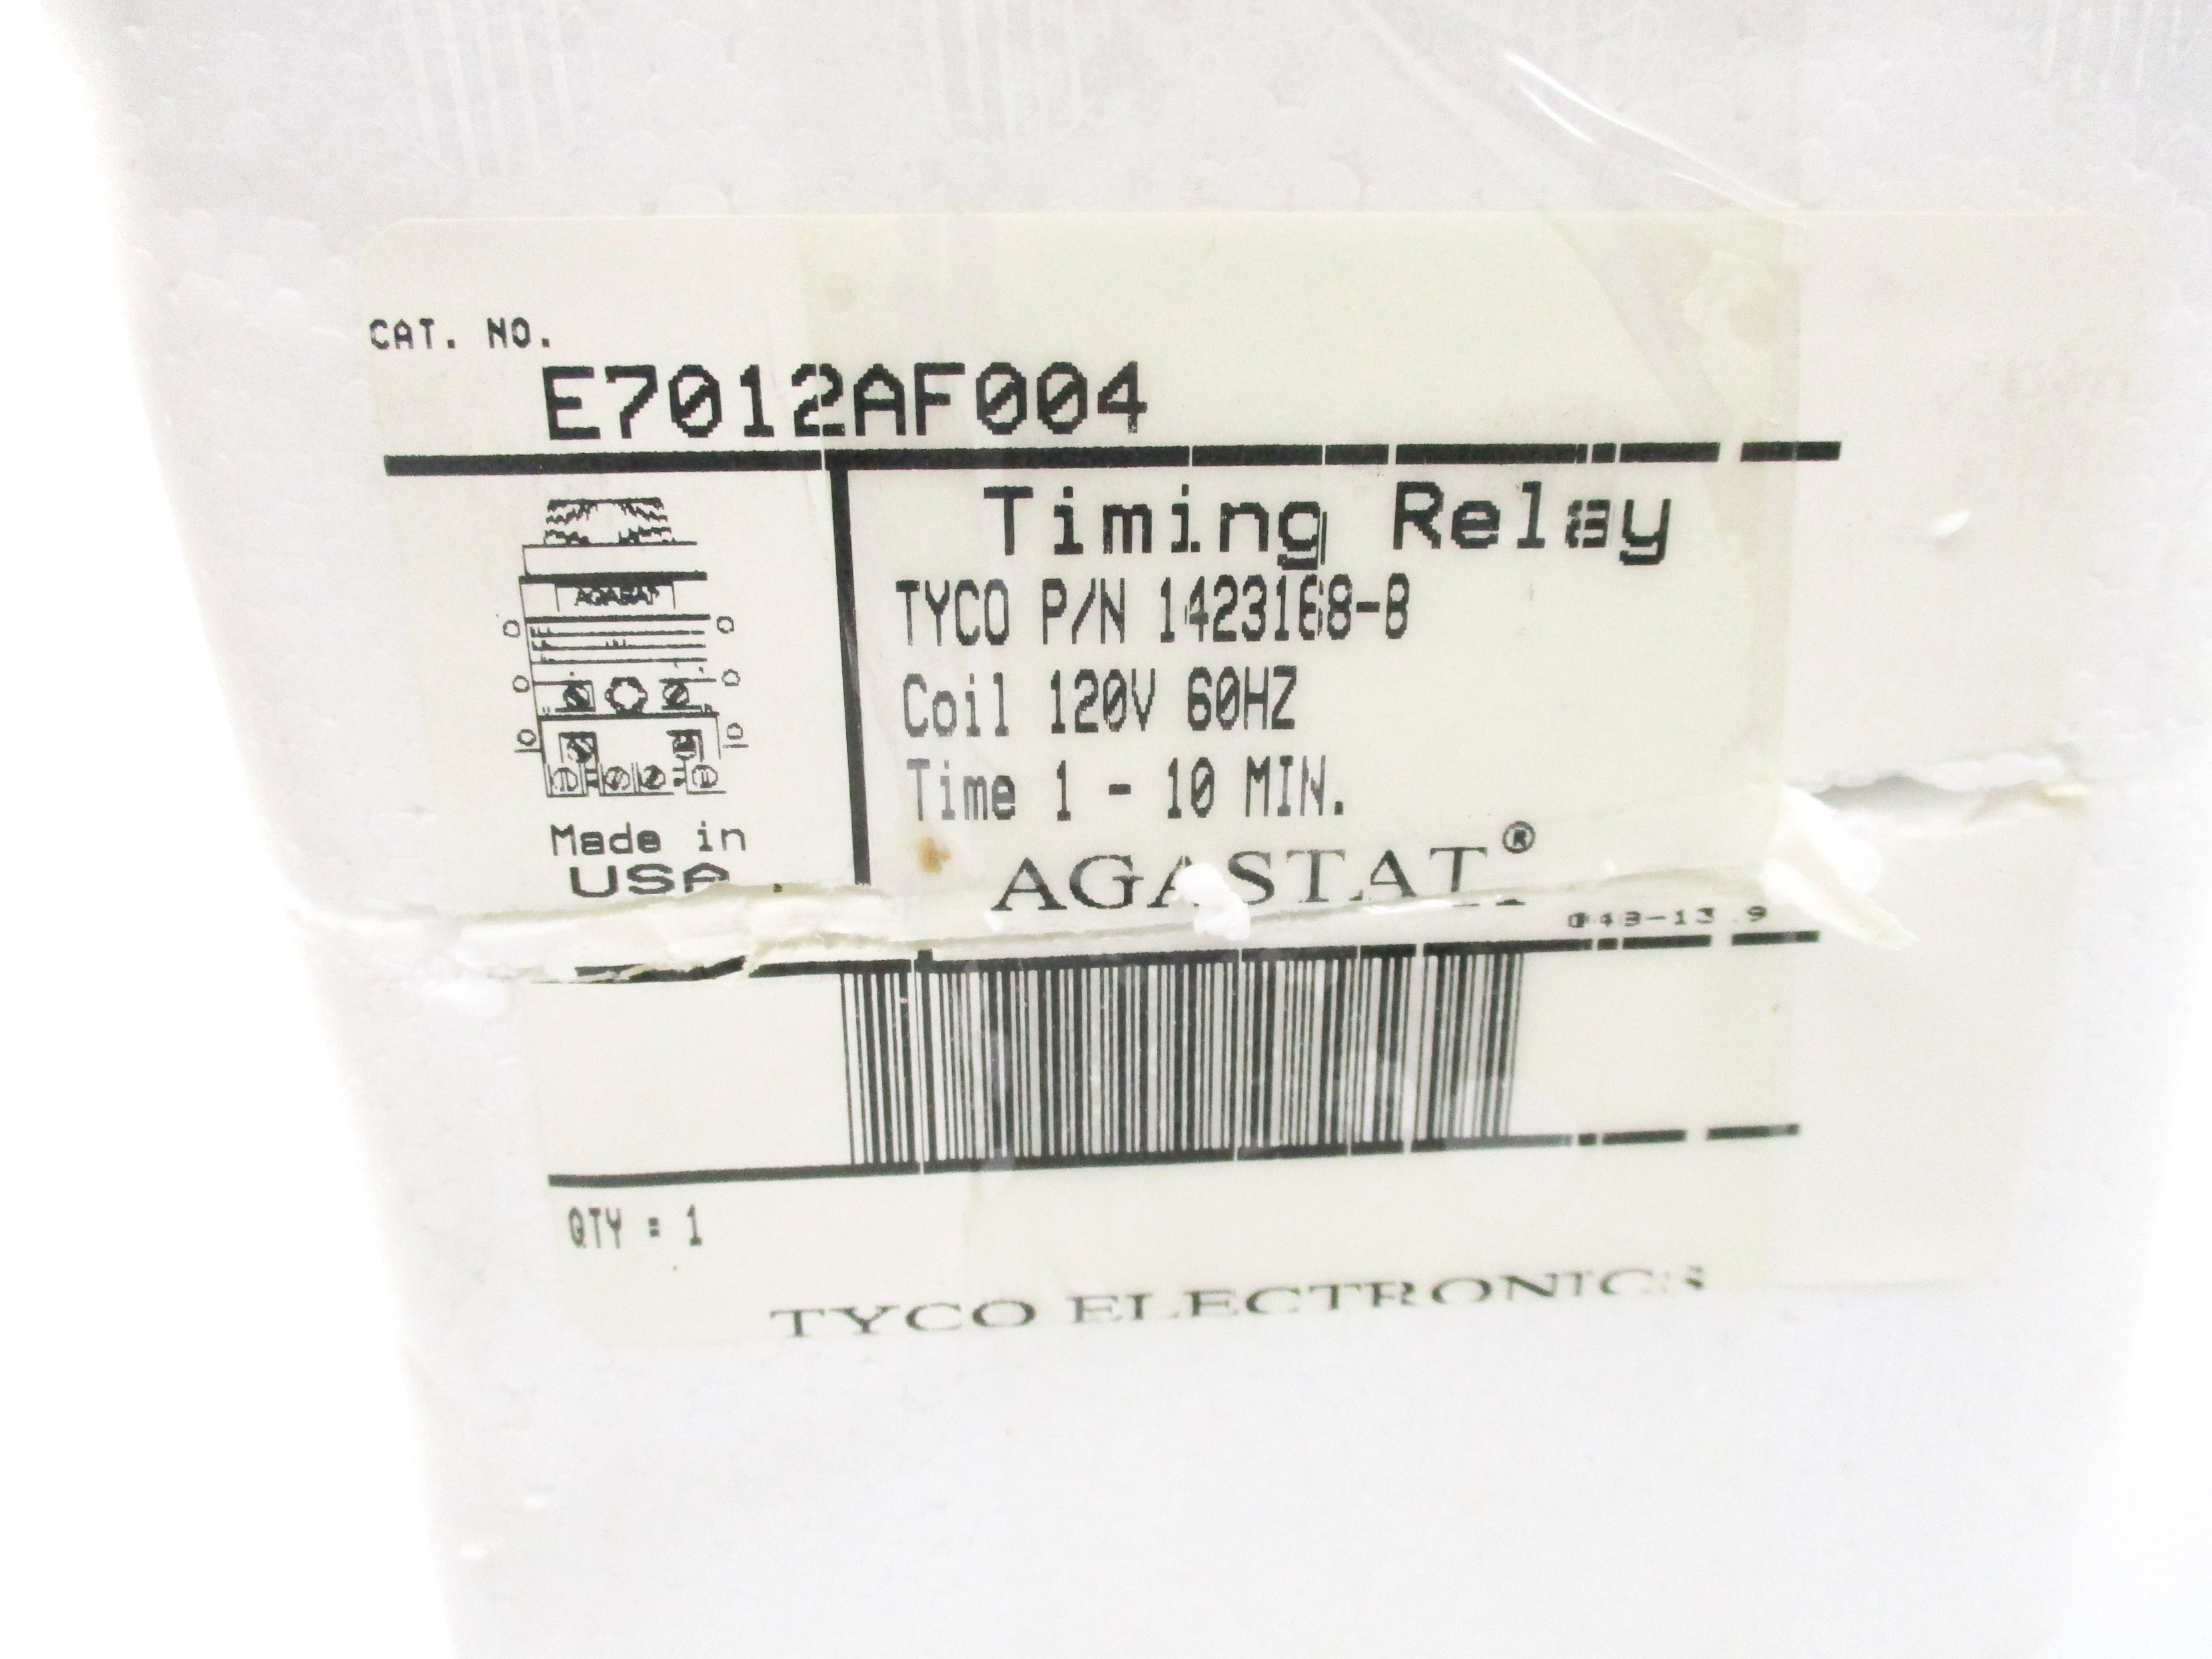 CAT. NO.
E7012AF004
Timing Relay
TYCO P/N 1423168-8
Coil 120V 60HZ
Time 1 - 10 MIN.
AGASTAT
Made in
USA
AGASTAT®
QTY = 1
TYCO ELECTRONICS